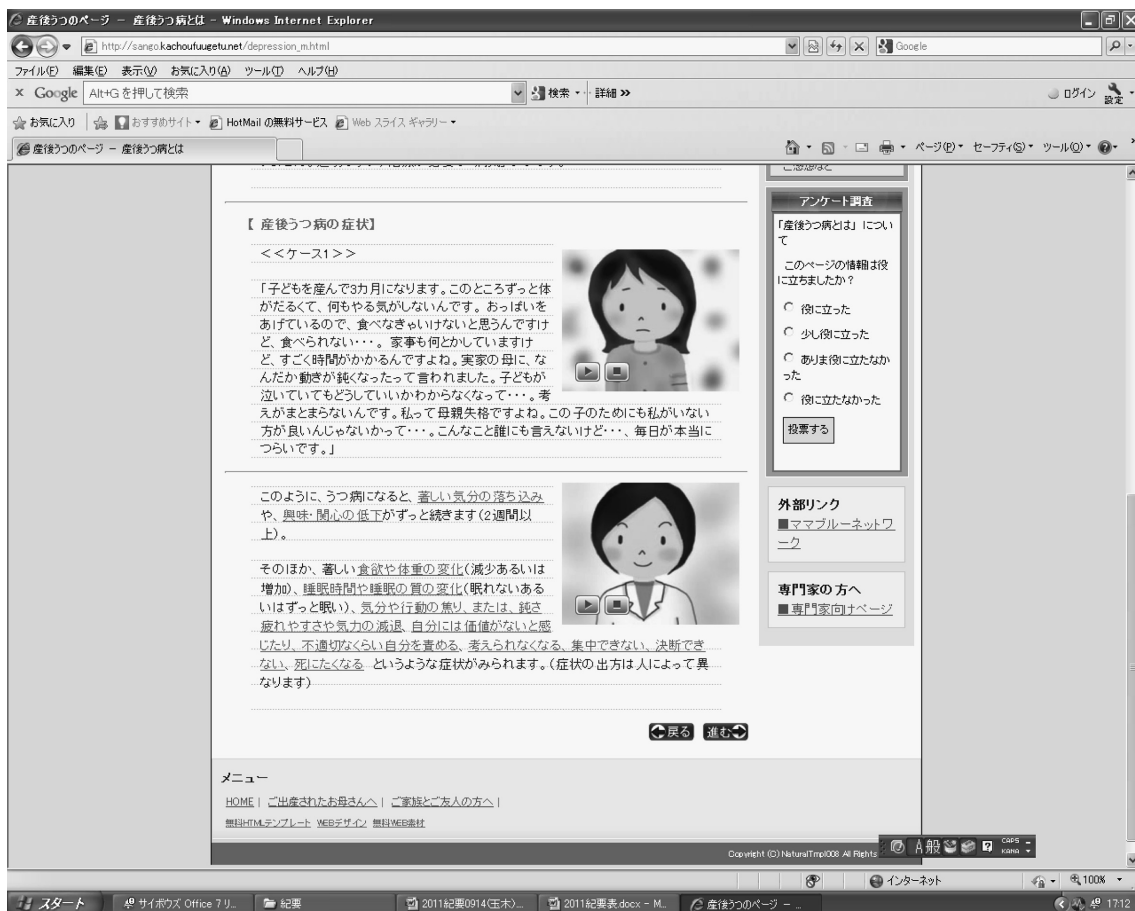 産後うつのページ － 産後うつ病とは - Windows Internet Explorer
http://sango.kachoufuugetu.net/depression_m.html
Google
ファイル(F) 編集(E) 表示(V) お気に入り(A) ツール(T) ヘルプ(H)
x Google Alt+G を押して検索 検索 詳細 >> ログイン 設定
お気に入り おすすめサイト HotMail の無料サービス Web スライス ギャラリー
産後うつのページ － 産後うつ病とは ページ(P) セーフティ(S) ツール(O)
【 産後うつ病の症状】
＜＜ケース1＞＞
「子どもを産んで3カ月になります。このところずっと体
がだるくて、何もやる気がしないんです。おっぱいを
あげているので、食べなきゃいけないと思うんですけ
ど、食べられない・・・。家事も何とかしていますけ
ど、すごく時間がかかるんですよね。実家の母に、な
んだか動きが鈍くなったって言われました。子どもが
泣いていてもどうしていいかわからなくなって・・・。考
えがまとまらないんです。私って母親失格ですよね。この子のためにも私がいない
方が良いんじゃないかって・・・。こんなこと誰にも言えないけど・・・、毎日が本当に
つらいです。」
このように、うつ病になると、著しい気分の落ち込み
や、興味・関心の低下がずっと続きます(2週間以
上)。
そのほか、著しい食欲や体重の変化(減少あるいは
増加)、睡眠時間や睡眠の質の変化(眠れないある
いはずっと眠い)、気分や行動の焦り、または、鈍さ
疲れやすさや気力の減退、自分には価値がないと感
じたり、不適切なくらい自分を責める、考えられなくなる、集中できない、決断でき
ない、死にたくなる というような症状がみられます。(症状の出方は人によって異
なります)
戻る 進む
ご感想など
アンケート調査
「産後うつ病とは」につい
て
このページの情報は役
に立ちましたか？
役に立った
少し役に立った
ありま役に立たなか
った
役に立たなかった
投票する
外部リンク
■ママブルーネットワ
ーク
専門家の方へ
■専門家向けページ
メニュー
HOME | ご出産されたお母さんへ | ご家族とご友人の方へ |
無料HTMLテンプレート WEBデザイン 無料WEB素材
Copyright (C) NaturalTmpl008 All Rights
A 般 CAPS KANA
インターネット 100%
スタート サイボウズ Office 7 リ... 紀要 2011紀要0914(玉木)... 2011紀要表.docx - M... 産後うつのページ － ... 17:12